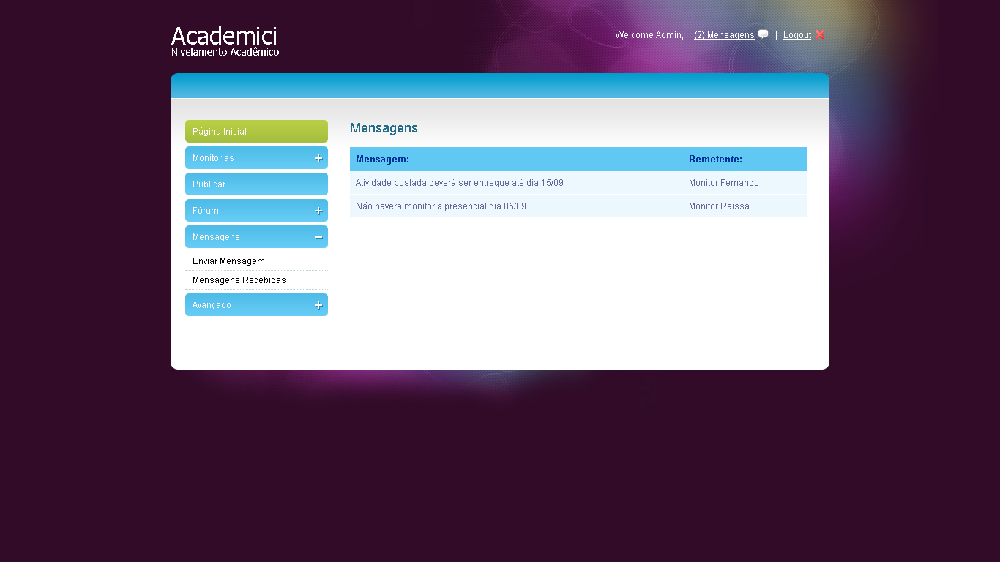 Academici
Nivelamento Acadêmico
Welcome Admin, | (2) Mensagens | Logout
Página Inicial
Monitorias
Publicar
Fórum
Mensagens
Enviar Mensagem
Mensagens Recebidas
Avançado
Mensagens
Mensagem: Remetente:
Atividade postada deverá ser entregue até dia 15/09 Monitor Fernando
Não haverá monitoria presencial dia 05/09 Monitor Raissa